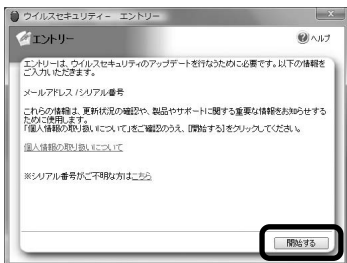 ウイルスセキュリティー エントリー
エントリー
ヘルプ
エントリーは、ウイルスセキュリティのアップデートを行なうために必要です。以下の情報を
ご入力いただきます。
メールアドレス /シリアル番号
これらの情報は、更新状況の確認や、製品やサポートに関する重要な情報をお知らせする
ために使用します。
「個人情報の取り扱いについて」をご確認のうえ、[開始する]をクリックしてください。
個人情報の取り扱いについて
※シリアル番号がご不明な方はこちら
開始する